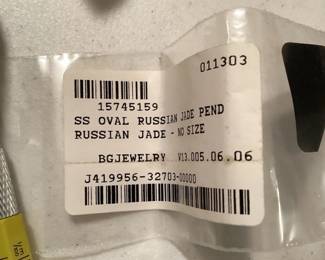 011303
15745159
SS OVAL RUSSIAN JADE PEND
RUSSIAN JADE - NO SIZE
BGJEWELRY V13.005.06.06
J419956-32703-00000